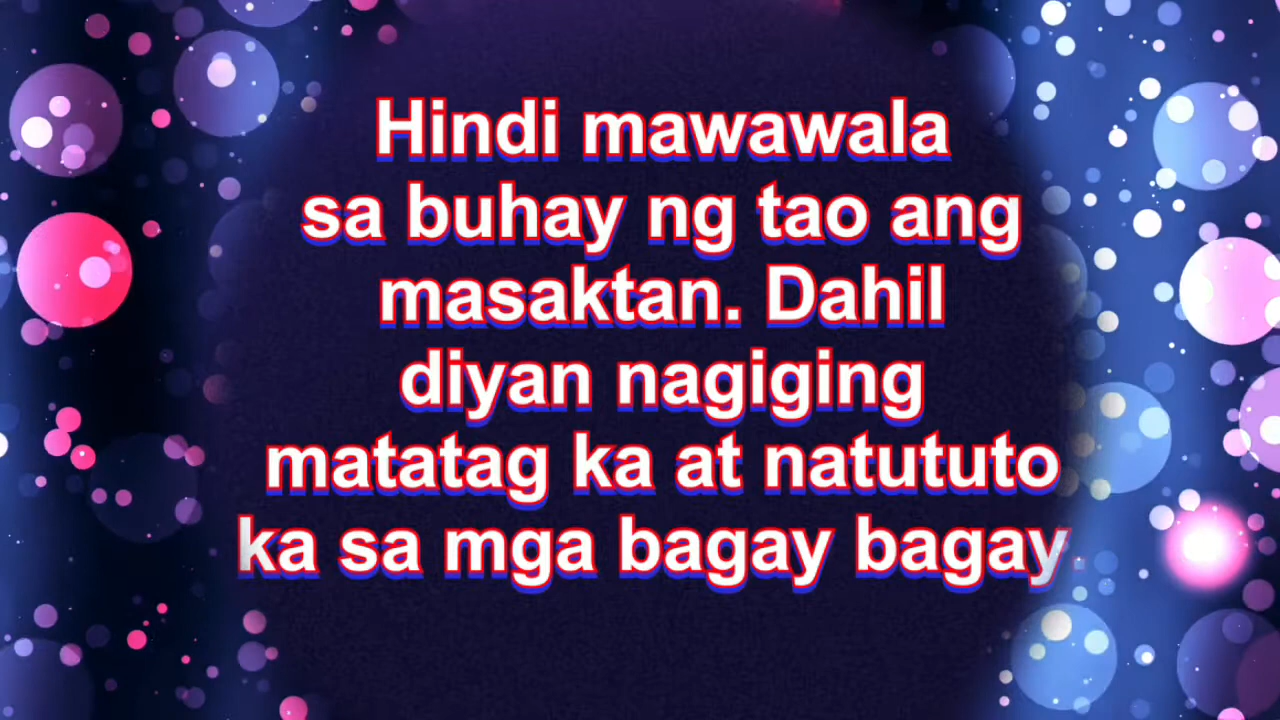 Hindi mawawala
sa buhay ng tao ang
masaktan. Dahil
diyan nagiging
matatag ka at natututo
ka sa mga bagay bagay.